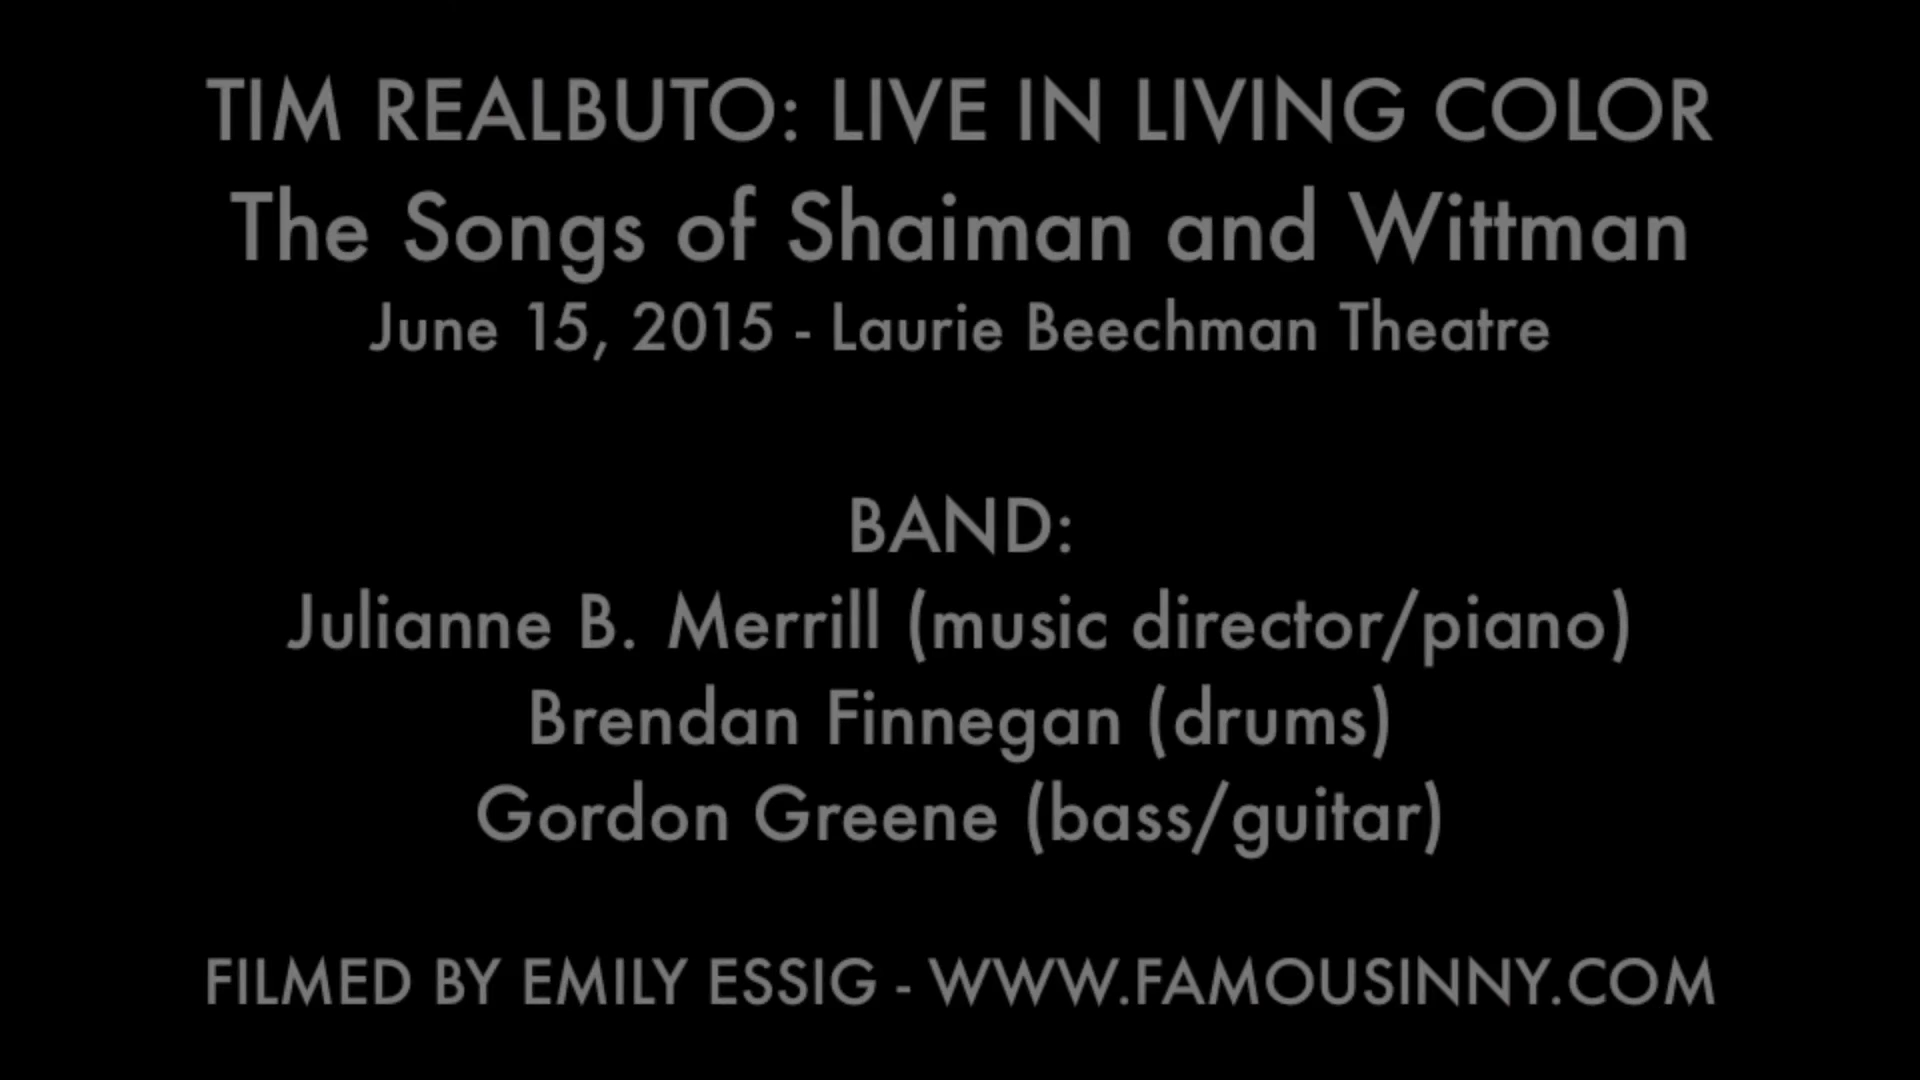 TIM REALBUTO: LIVE IN LIVING COLOR
The Songs of Shaiman and Wittman
June 15, 2015 - Laurie Beechman Theatre
BAND:
Julianne B. Merrill (music director/piano)
Brendan Finnegan (drums)
Gordon Greene (bass/guitar)
FILMED BY EMILY ESSIG - WWW.FAMOUSINNY.COM